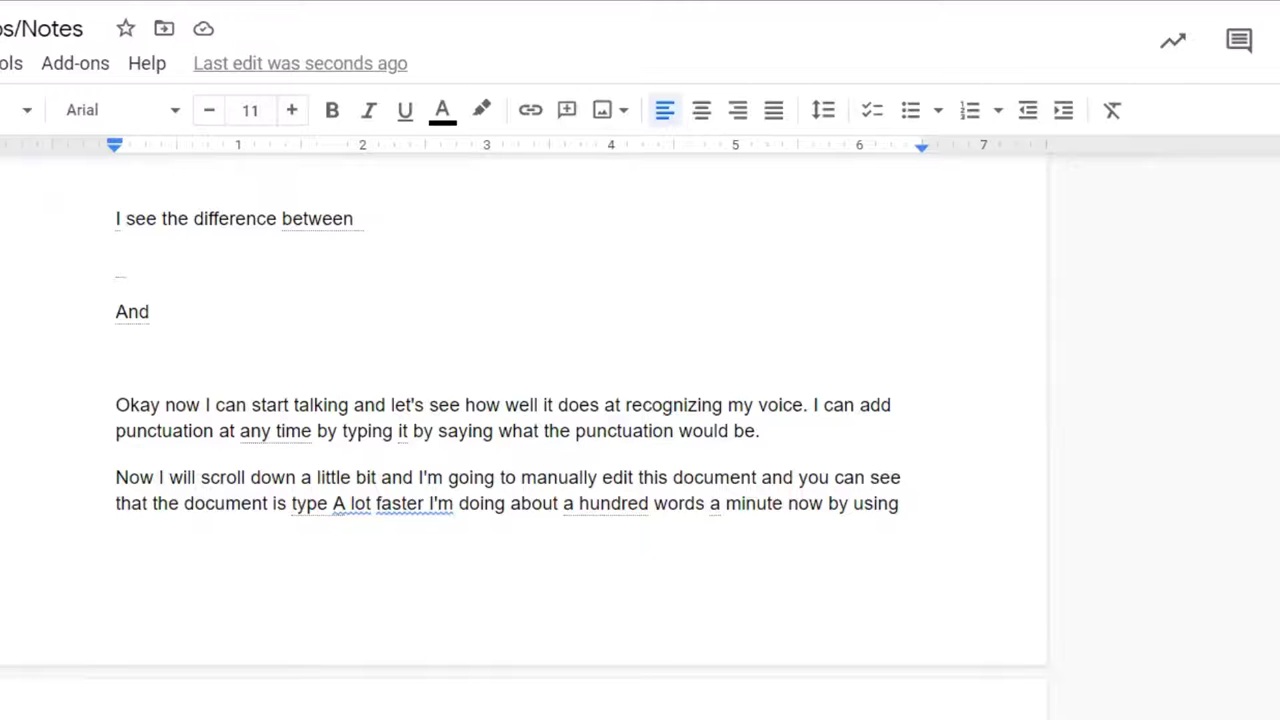 os/Notes
ols Add-ons Help Last edit was seconds ago
Arial 11 B I U A
1 2 3 4 5 6 7
I see the difference between
And
Okay now I can start talking and let's see how well it does at recognizing my voice. I can add
punctuation at any time by typing it by saying what the punctuation would be.
Now I will scroll down a little bit and I'm going to manually edit this document and you can see
that the document is type A lot faster I'm doing about a hundred words a minute now by using